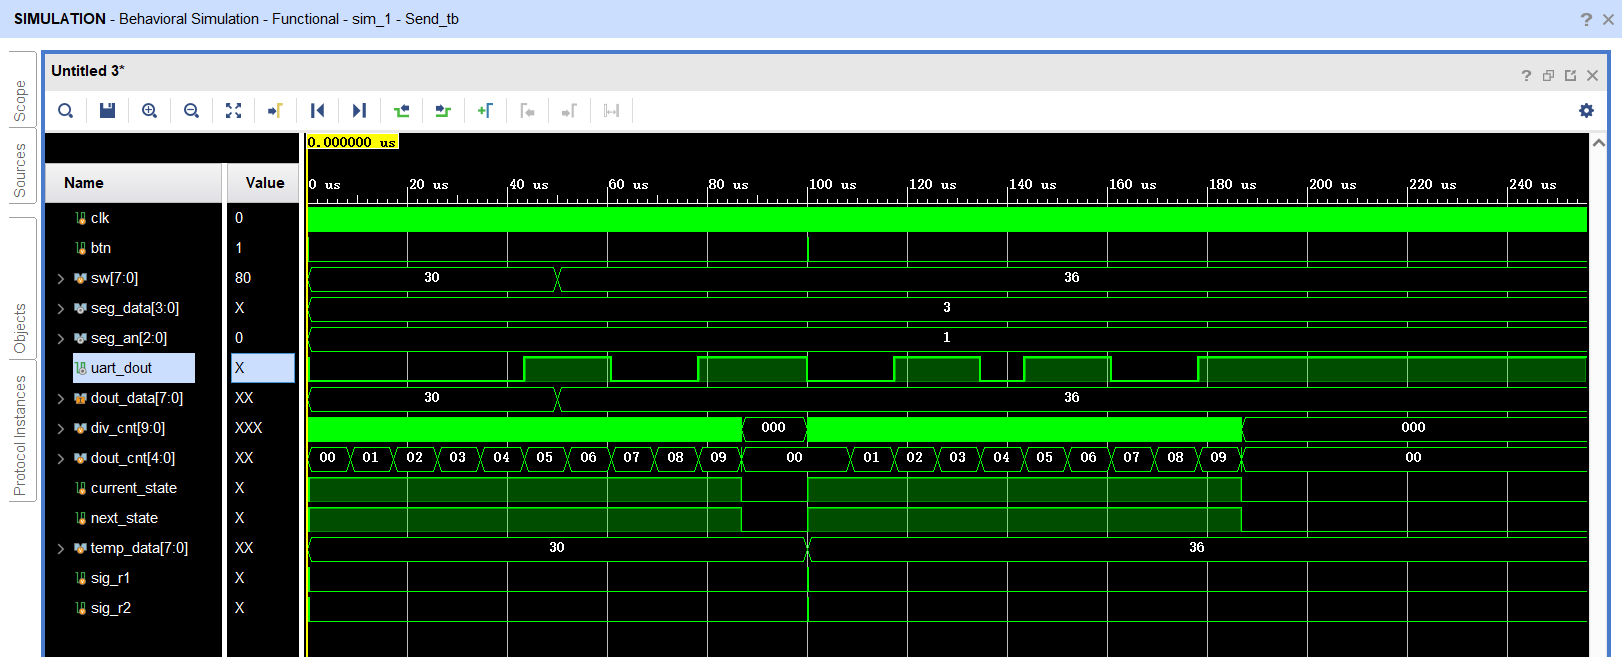 SIMULATION - Behavioral Simulation - Functional - sim_1 - Send_tb
Untitled 3*
Scope
Sources
Objects
Protocol Instances
0.000000 us
Name Value
0 us 20 us 40 us 60 us 80 us 100 us 120 us 140 us 160 us 180 us 200 us 220 us 240 us
clk 0
btn 1
sw[7:0] 80 30 36
seg_data[3:0] X 3
seg_an[2:0] 0 1
uart_dout X
dout_data[7:0] XX 30 36
div_cnt[9:0] XXX 000 000
dout_cnt[4:0] XX 00 01 02 03 04 05 06 07 08 09 00 01 02 03 04 05 06 07 08 09 00
current_state X
next_state X
temp_data[7:0] XX 30 36
sig_r1 X
sig_r2 X